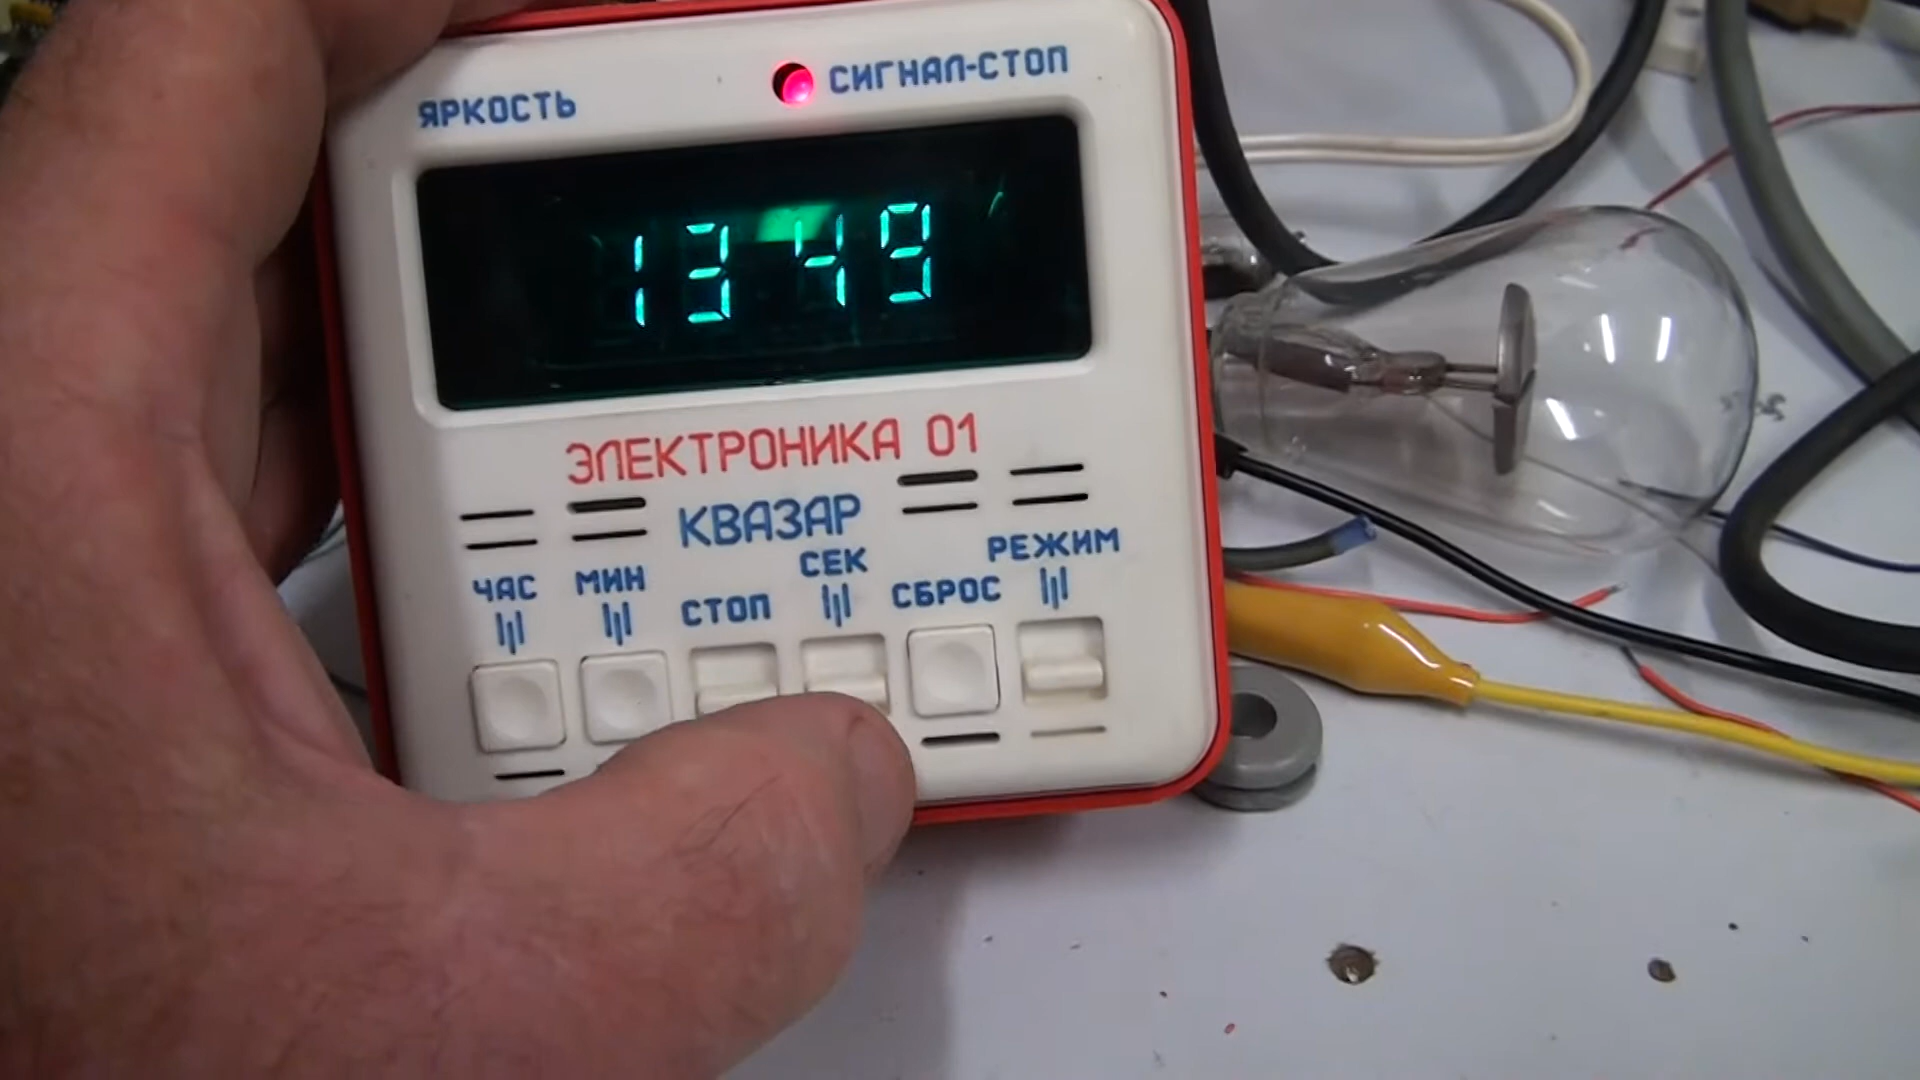 ЯРКОСТЬ
СИГНАЛ-СТОП
1349
ЭЛЕКТРОНИКА 01
КВАЗАР
ЧАС МИН СТОП СЕК СБРОС РЕЖИМ